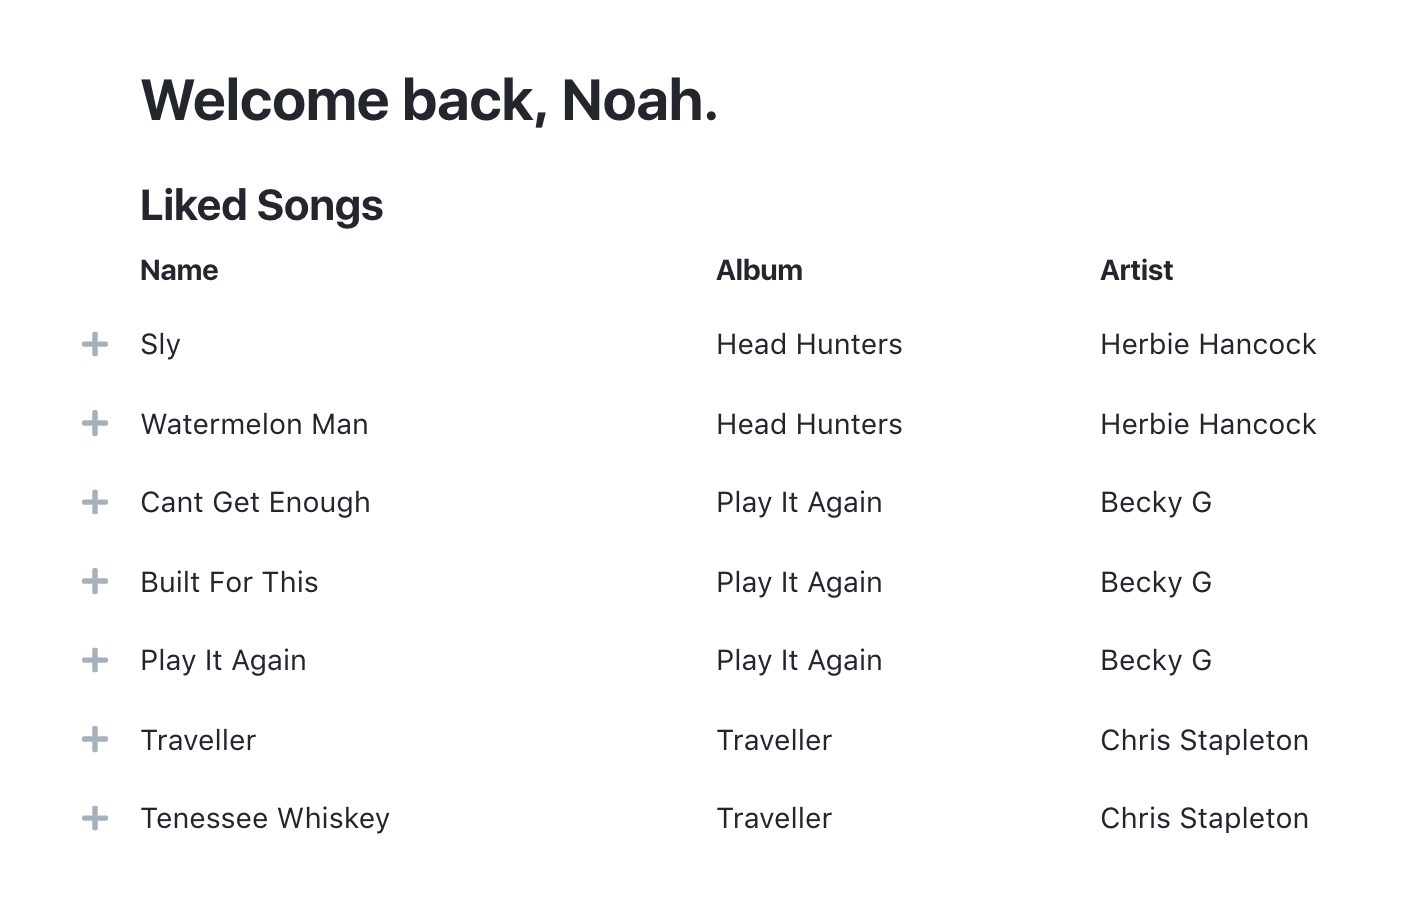 Welcome back, Noah.
Liked Songs
Name Album Artist
Sly Head Hunters Herbie Hancock
Watermelon Man Head Hunters Herbie Hancock
Cant Get Enough Play It Again Becky G
Built For This Play It Again Becky G
Play It Again Play It Again Becky G
Traveller Traveller Chris Stapleton
Tenessee Whiskey Traveller Chris Stapleton